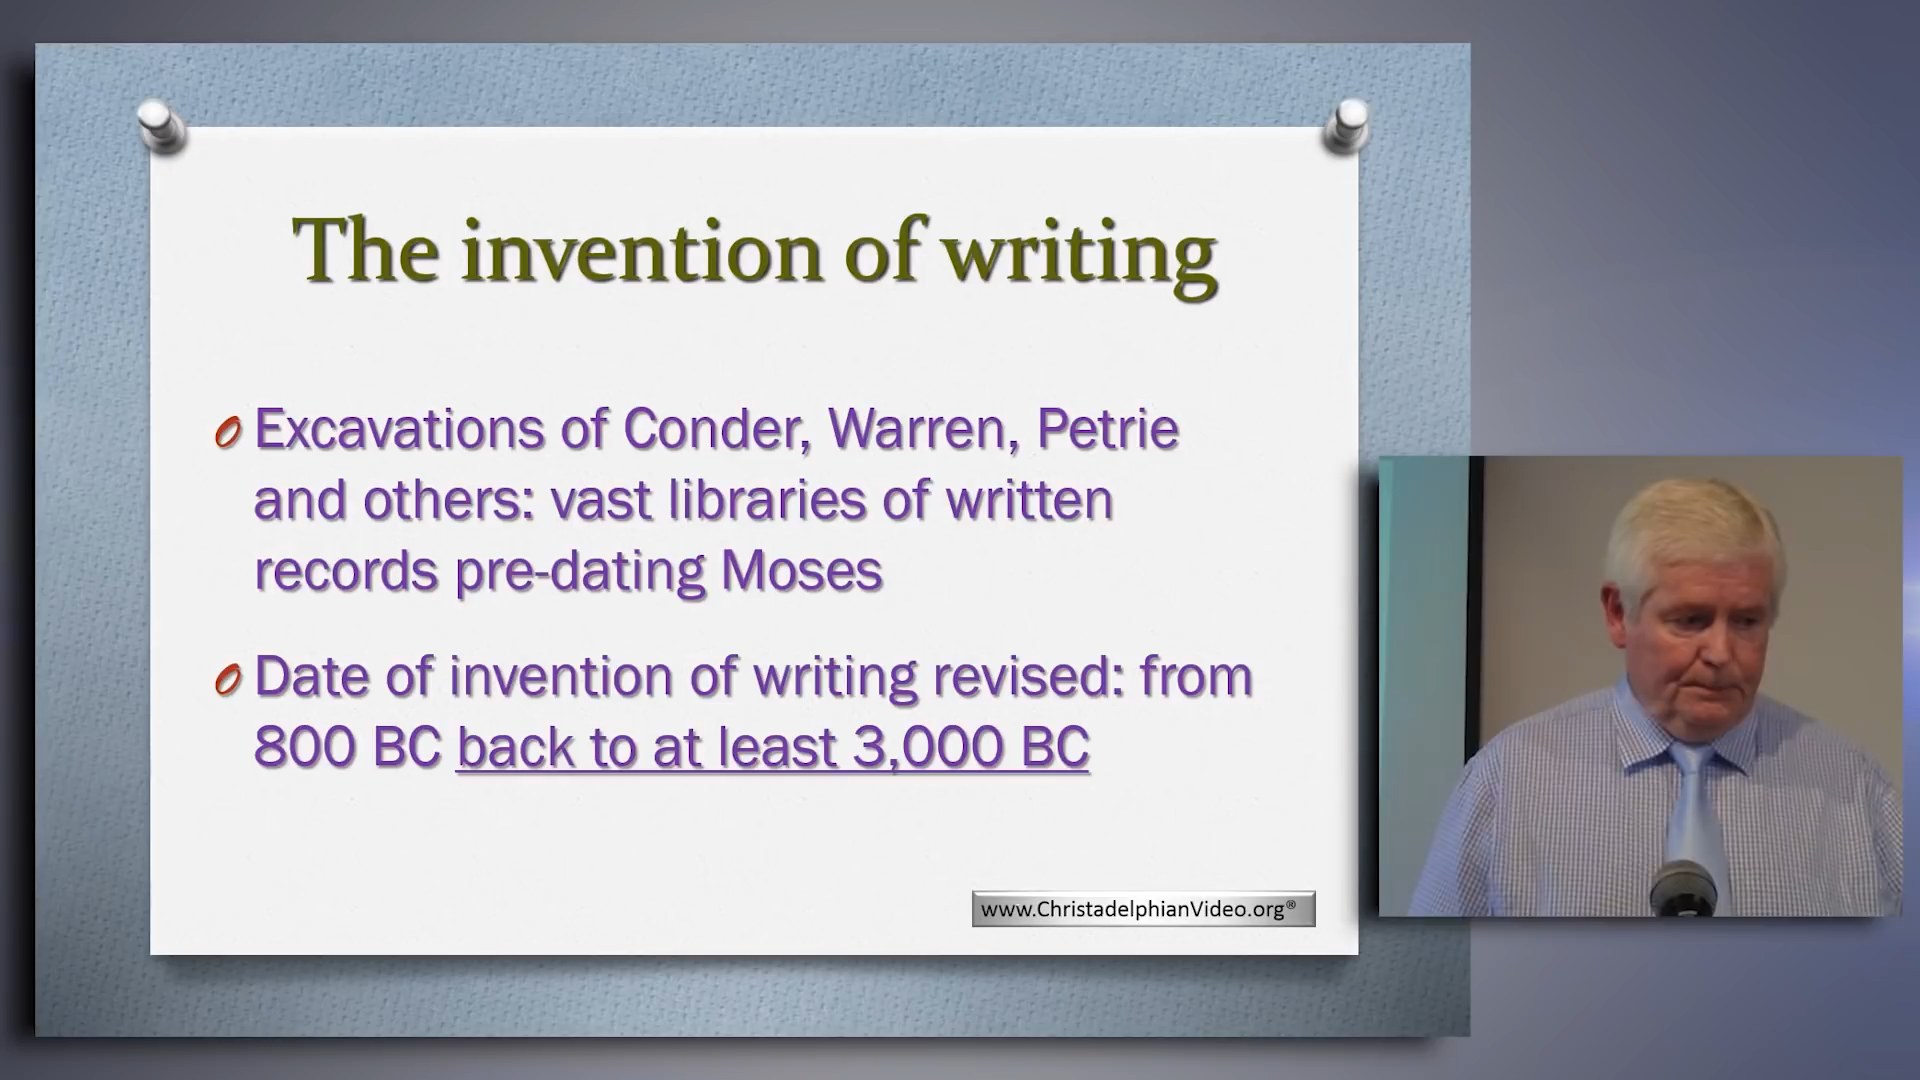 The invention of writing
Excavations of Conder, Warren, Petrie
and others: vast libraries of written
records pre-dating Moses
Date of invention of writing revised: from
800 BC back to at least 3,000 BC
www.ChristadelphianVideo.org®